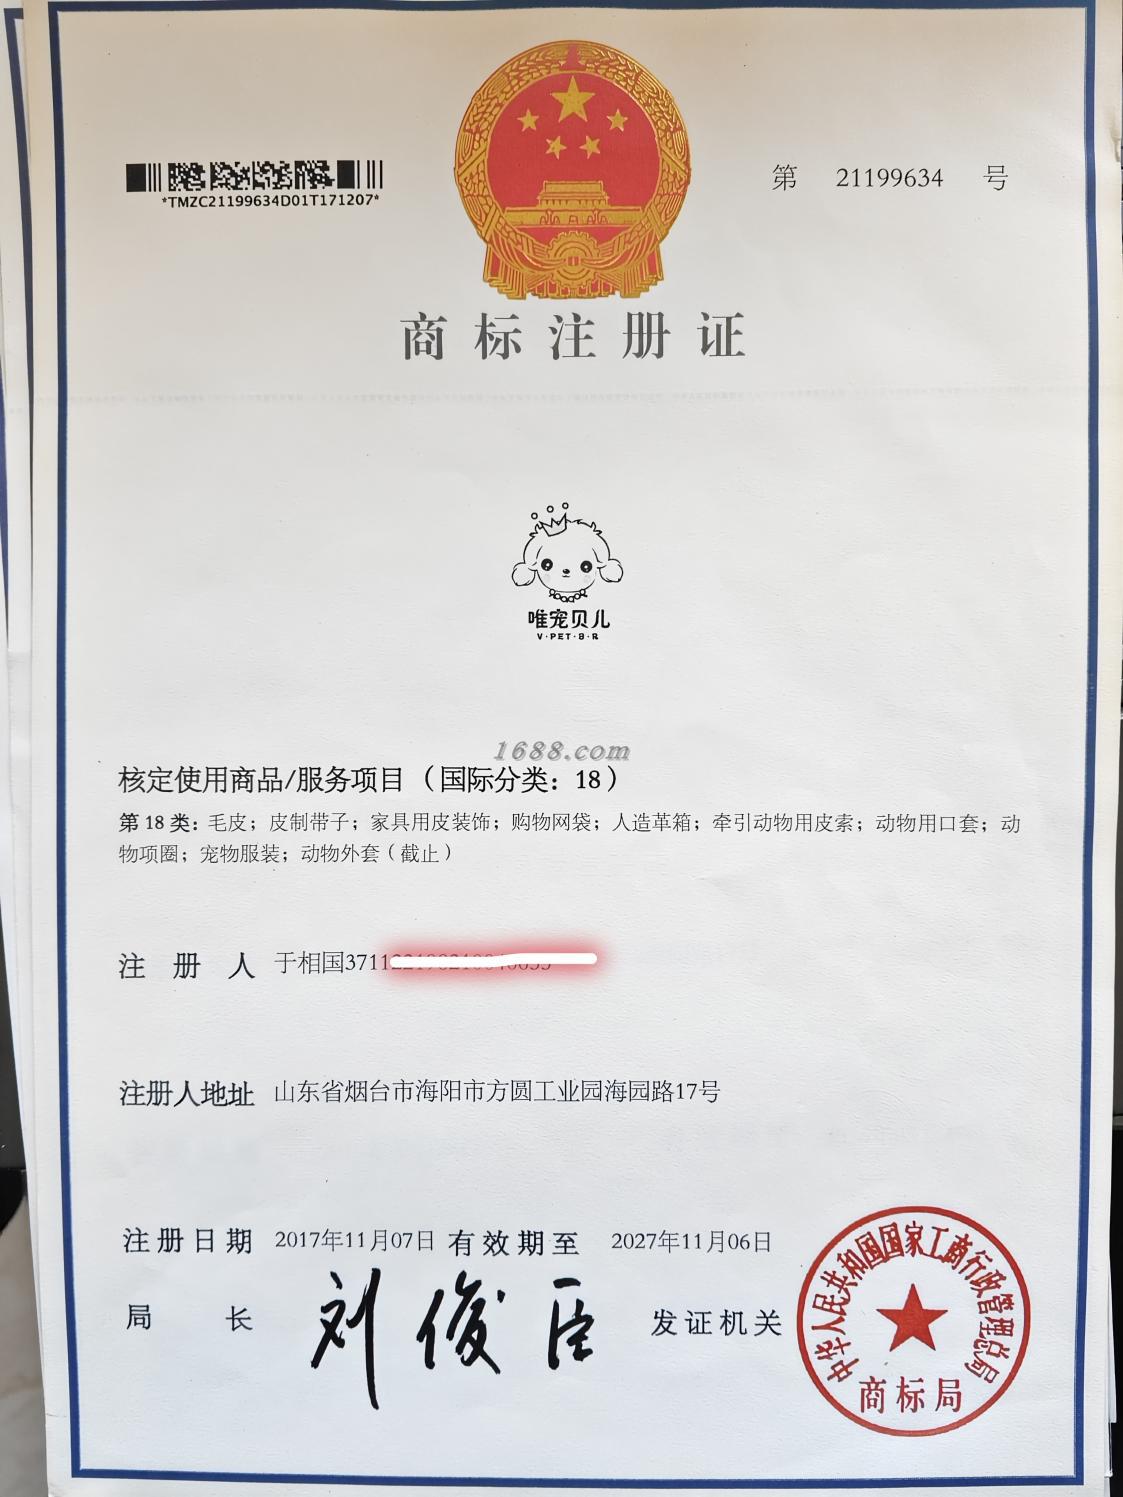 第 21199634 号
*TMZC21199634D01T171207*
商标注册证
唯宠贝儿
V·PET·B·R
1688.com
核定使用商品/服务项目（国际分类：18）
第 18 类：毛皮；皮制带子；家具用皮装饰；购物网袋；人造革箱；牵引动物用皮索；动物用口套；动
物项圈；宠物服装；动物外套（截止）
注册人 于相国3711
注册人地址 山东省烟台市海阳市方圆工业园海园路17号
注册日期 2017年11月07日 有效期至 2027年11月06日
局长 刘俊臣 发证机关
中华人民共和国国家工商行政管理总局
商标局